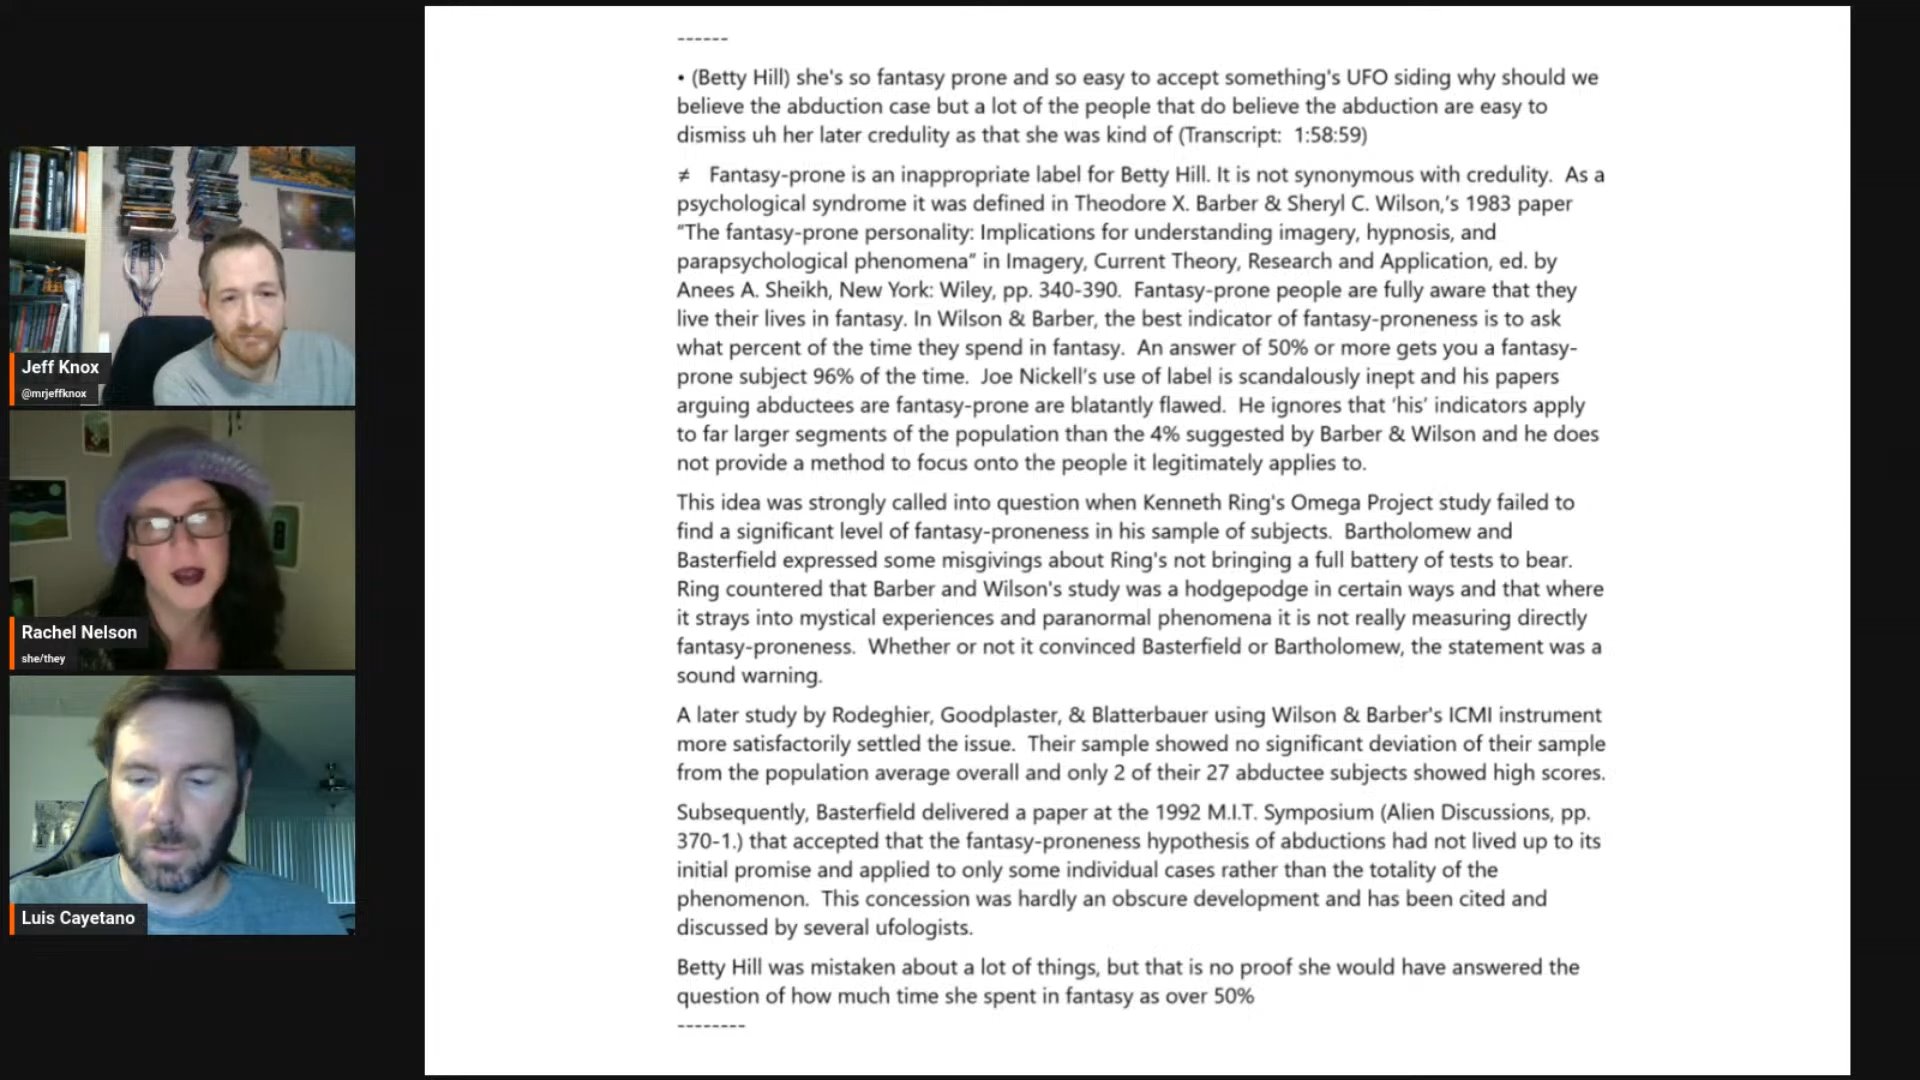 ------
• (Betty Hill) she's so fantasy prone and so easy to accept something's UFO siding why should we
believe the abduction case but a lot of the people that do believe the abduction are easy to
dismiss uh her later credulity as that she was kind of (Transcript:  1:58:59)
≠   Fantasy-prone is an inappropriate label for Betty Hill. It is not synonymous with credulity.  As a
psychological syndrome it was defined in Theodore X. Barber & Sheryl C. Wilson,'s 1983 paper
"The fantasy-prone personality: Implications for understanding imagery, hypnosis, and
parapsychological phenomena" in Imagery, Current Theory, Research and Application, ed. by
Anees A. Sheikh, New York: Wiley, pp. 340-390.  Fantasy-prone people are fully aware that they
live their lives in fantasy. In Wilson & Barber, the best indicator of fantasy-proneness is to ask
what percent of the time they spend in fantasy.  An answer of 50% or more gets you a fantasy-
prone subject 96% of the time.  Joe Nickell's use of label is scandalously inept and his papers
arguing abductees are fantasy-prone are blatantly flawed.  He ignores that 'his' indicators apply
to far larger segments of the population than the 4% suggested by Barber & Wilson and he does
not provide a method to focus onto the people it legitimately applies to.
This idea was strongly called into question when Kenneth Ring's Omega Project study failed to
find a significant level of fantasy-proneness in his sample of subjects.  Bartholomew and
Basterfield expressed some misgivings about Ring's not bringing a full battery of tests to bear.
Ring countered that Barber and Wilson's study was a hodgepodge in certain ways and that where
it strays into mystical experiences and paranormal phenomena it is not really measuring directly
fantasy-proneness.  Whether or not it convinced Basterfield or Bartholomew, the statement was a
sound warning.
A later study by Rodeghier, Goodplaster, & Blatterbauer using Wilson & Barber's ICMI instrument
more satisfactorily settled the issue.  Their sample showed no significant deviation of their sample
from the population average overall and only 2 of their 27 abductee subjects showed high scores.
Subsequently, Basterfield delivered a paper at the 1992 M.I.T. Symposium (Alien Discussions, pp.
370-1.) that accepted that the fantasy-proneness hypothesis of abductions had not lived up to its
initial promise and applied to only some individual cases rather than the totality of the
phenomenon.  This concession was hardly an obscure development and has been cited and
discussed by several ufologists.
Betty Hill was mistaken about a lot of things, but that is no proof she would have answered the
question of how much time she spent in fantasy as over 50%
--------
Jeff Knox
@mrjeffknox
Rachel Nelson
she/they
Luis Cayetano